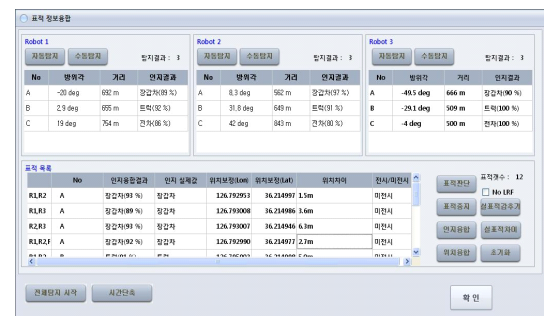 표적 정보융합
Robot 1
자동탐지 수동탐지 탐지결과 : 3
No 방위각 거리 인지결과
A -20 deg 692 m 장갑차(89 %)
B 2.9 deg 655 m 트럭(92 %)
C 19 deg 754 m 전차(86 %)
Robot 2
자동탐지 수동탐지 탐지결과 : 3
No 방위각 거리 인지결과
A 8.3 deg 562 m 장갑차(97 %)
B 31.8 deg 649 m 트럭(91 %)
C 42 deg 843 m 전차(80 %)
Robot 3
자동탐지 수동탐지 탐지결과 : 3
No 방위각 거리 인지결과
A -49.5 deg 666 m 장갑차(90 %)
B -29.1 deg 509 m 트럭(100 %)
C -4 deg 500 m 전차(100 %)
표적 목록
No 인지융합결과 인지 실제값 위치보정(Lon) 위치보정(Lat) 위치차이 전시/미전시
R1,R2 A 장갑차(93 %) 장갑차 126.792953 36.214997 1.5m 미전시
R1,R3 A 장갑차(89 %) 장갑차 126.793008 36.214986 3.6m 미전시
R2,R3 A 장갑차(93 %) 장갑차 126.793007 36.214946 6.3m 미전시
R1,R2,F A 장갑차(92 %) 장갑차 126.792990 36.214977 2.7m 미전시
표적갯수 : 12
No LRF
표적판단
표적융지 실표적값추가
인지융합 실표적차이
위치융합 초기화
전체탐지 시작 시간단축 확 인